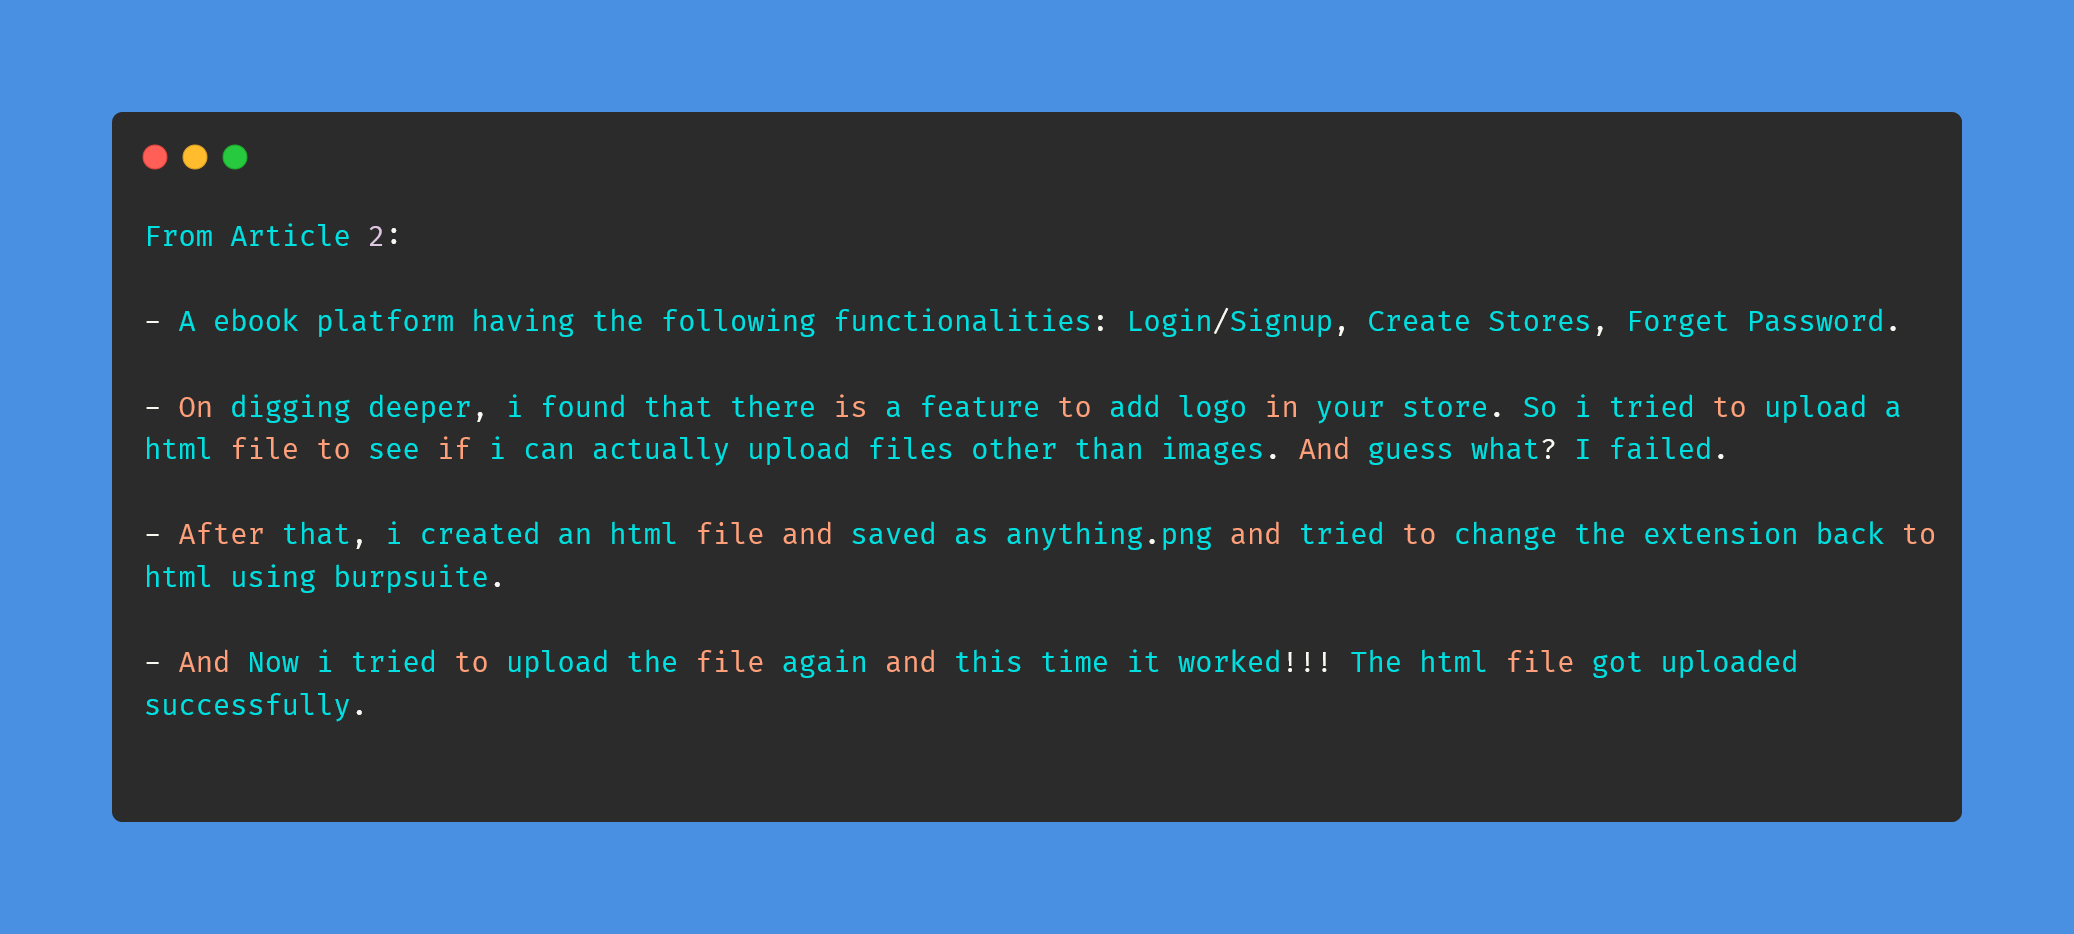 From Article 2:
- A ebook platform having the following functionalities: Login/Signup, Create Stores, Forget Password.
- On digging deeper, i found that there is a feature to add logo in your store. So i tried to upload a
html file to see if i can actually upload files other than images. And guess what? I failed.
- After that, i created an html file and saved as anything.png and tried to change the extension back to
html using burpsuite.
- And Now i tried to upload the file again and this time it worked!!! The html file got uploaded
successfully.